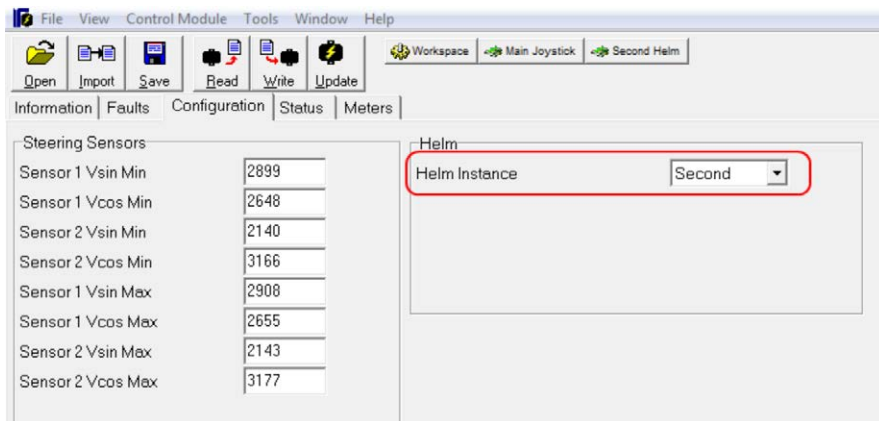 File View Control Module Tools Window Help
Open Import Save Read Write Update Workspace Main Joystick Second Helm
Information Faults Configuration Status Meters
Steering Sensors
Sensor 1 Vsin Min 2899
Sensor 1 Vcos Min 2648
Sensor 2 Vsin Min 2140
Sensor 2 Vcos Min 3166
Sensor 1 Vsin Max 2908
Sensor 1 Vcos Max 2655
Sensor 2 Vsin Max 2143
Sensor 2 Vcos Max 3177
Helm
Helm Instance Second